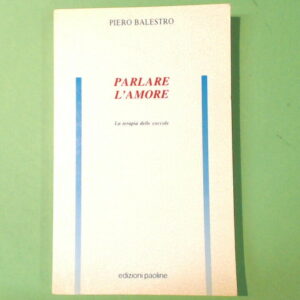 PIERO BALESTRO
PARLARE
L'AMORE
La terapia delle coccole
edizioni paoline